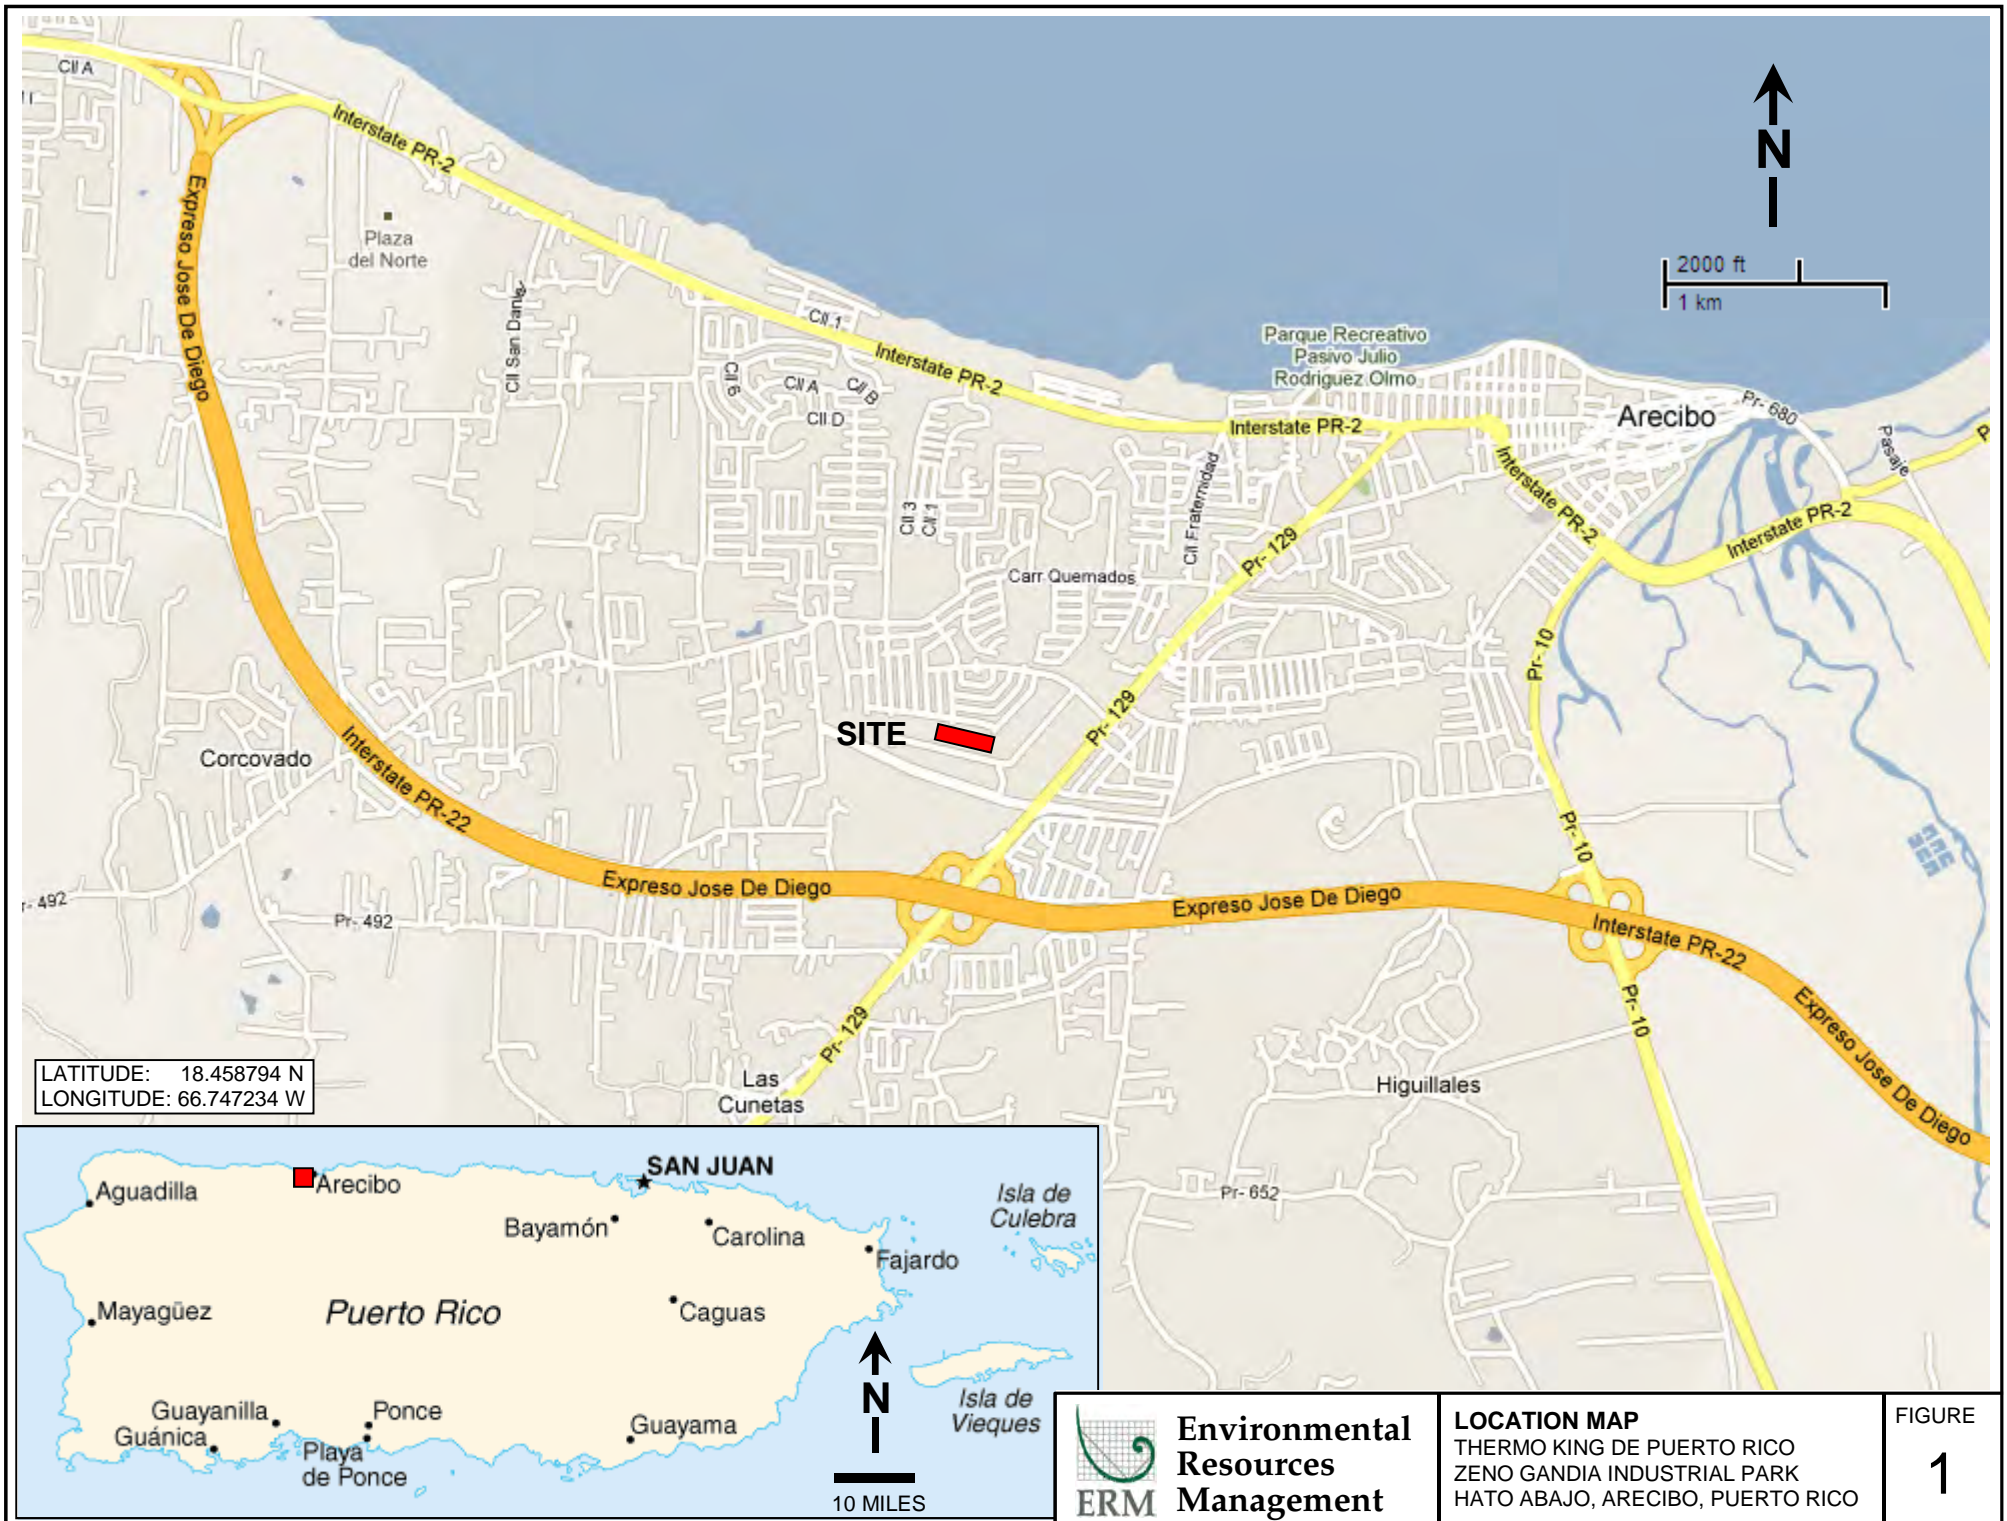 Cll A
Interstate PR-2
Expreso Jose De Diego
Plaza
del Norte
Cll San Danie
N
2000 ft
1 km
Cll 1
Interstate PR-2
Cll 6
Cll A
Cll B
Cll D
Parque Recreativo
Pasivo Julio
Rodriguez Olmo
Interstate PR-2
Arecibo
Pr- 680
Pasaje
P
Cll 3
Cll 1
Cll Fraternidad
Interstate PR-2
Interstate PR-2
Pr- 129
Carr Quemados
Pr- 10
Pr- 129
SITE
Corcovado
Interstate PR-22
Pr- 10
Expreso Jose De Diego
Expreso Jose De Diego
r- 492
Pr- 492
Interstate PR-22
Pr- 10
Expreso Jose De Diego
Pr- 129
LATITUDE: 18.458794 N
LONGITUDE: 66.747234 W
Las
Cunetas
Higuillales
Pr- 652
SAN JUAN
Aguadilla
Arecibo
Bayamón
Carolina
Isla de
Culebra
Fajardo
Mayagüez
Puerto Rico
Caguas
N
Guayanilla
Guánica
Ponce
Playa
de Ponce
Guayama
Isla de
Vieques
10 MILES
ERM
Environmental
Resources
Management
LOCATION MAP
THERMO KING DE PUERTO RICO
ZENO GANDIA INDUSTRIAL PARK
HATO ABAJO, ARECIBO, PUERTO RICO
FIGURE
1